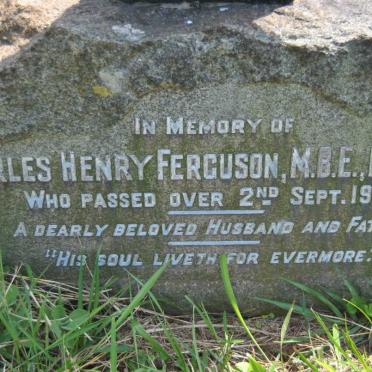 IN MEMORY OF
RLES HENRY FERGUSON, M.B.E.,
WHO PASSED OVER 2ND SEPT. 19
A DEARLY BELOVED HUSBAND AND FAT
"HIS SOUL LIVETH FOR EVERMORE.